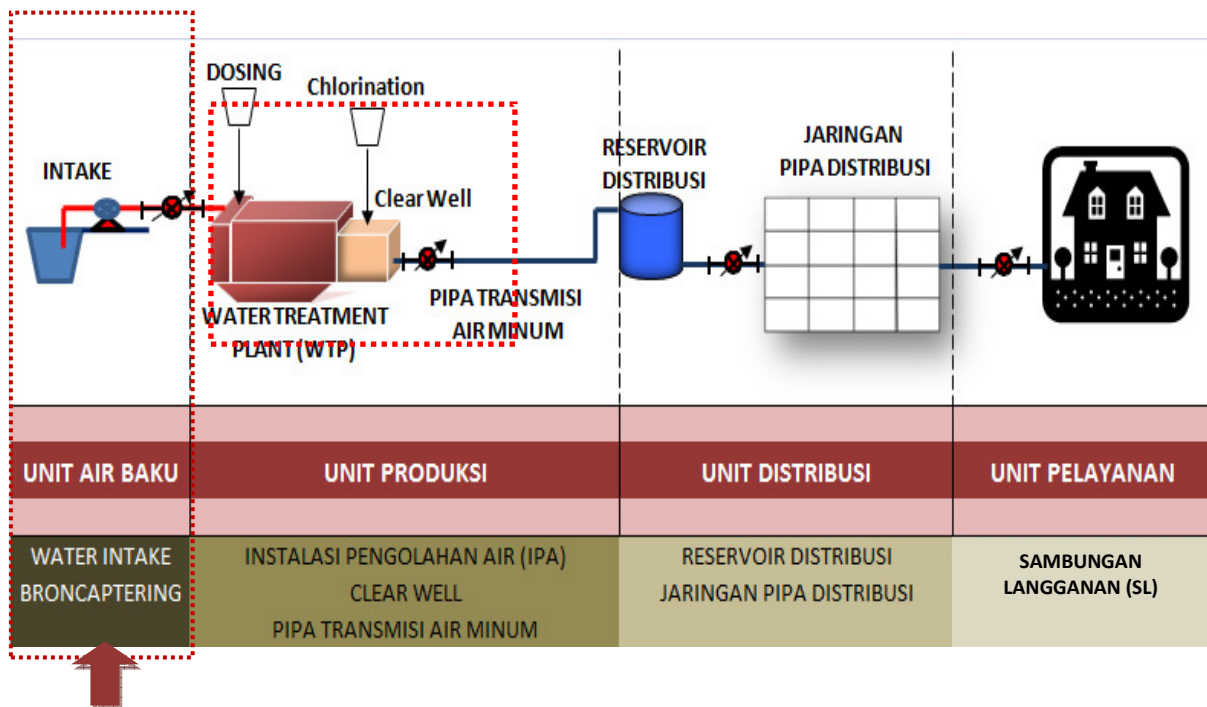 DOSING
Chlorination
INTAKE
Clear Well
WATER TREATMENT
PLANT (WTP)
PIPA TRANSMISI
AIR MINUM
RESERVOIR
DISTRIBUSI
JARINGAN
PIPA DISTRIBUSI
UNIT AIR BAKU
UNIT PRODUKSI
UNIT DISTRIBUSI
UNIT PELAYANAN
WATER INTAKE
BRONCAPTERING
INSTALASI PENGOLAHAN AIR (IPA)
CLEAR WELL
PIPA TRANSMISI AIR MINUM
RESERVOIR DISTRIBUSI
JARINGAN PIPA DISTRIBUSI
SAMBUNGAN
LANGGANAN (SL)